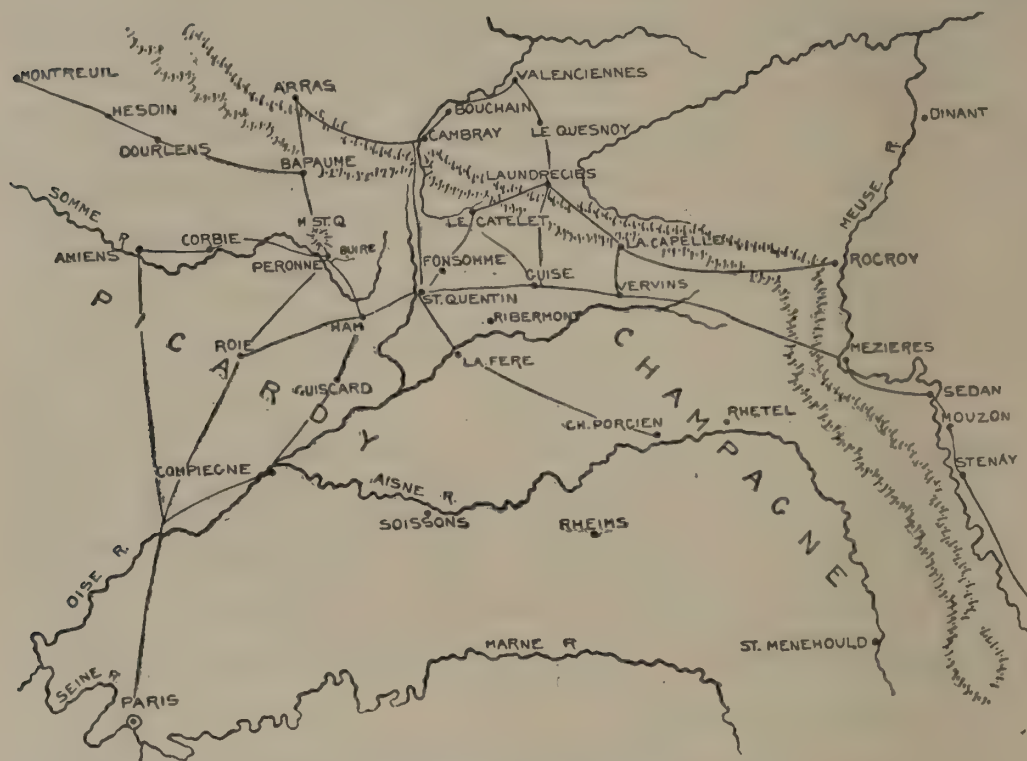 MONTREUIL
HESDIN
DOURLENS
ARRAS
BAPAUME
VALENCIENNES
BOUCHAIN
CAMBRAY
LE QUESNOY
LAUNDRECIES
LE CATELET
DINANT
MEUSE R.
SOMME R
AMIENS
CORBIE
M ST. Q.
BUIRE
PERONNE
FONSOMME
GUISE
LA CAPELLE
VERVINS
ROCROY
ST. QUENTIN
RIBERMONT
HAM
ROIE
GUISCARD
LA FERE
MEZIERES
SEDAN
MOUZON
STENAY
PICARDY
CHAMPAGNE
CH. PORCIEN
RHETEL
COMPIEGNE
AISNE R.
SOISSONS
RHEIMS
OISE R.
MARNE R
ST. MENEHOULD
SEINE R
PARIS